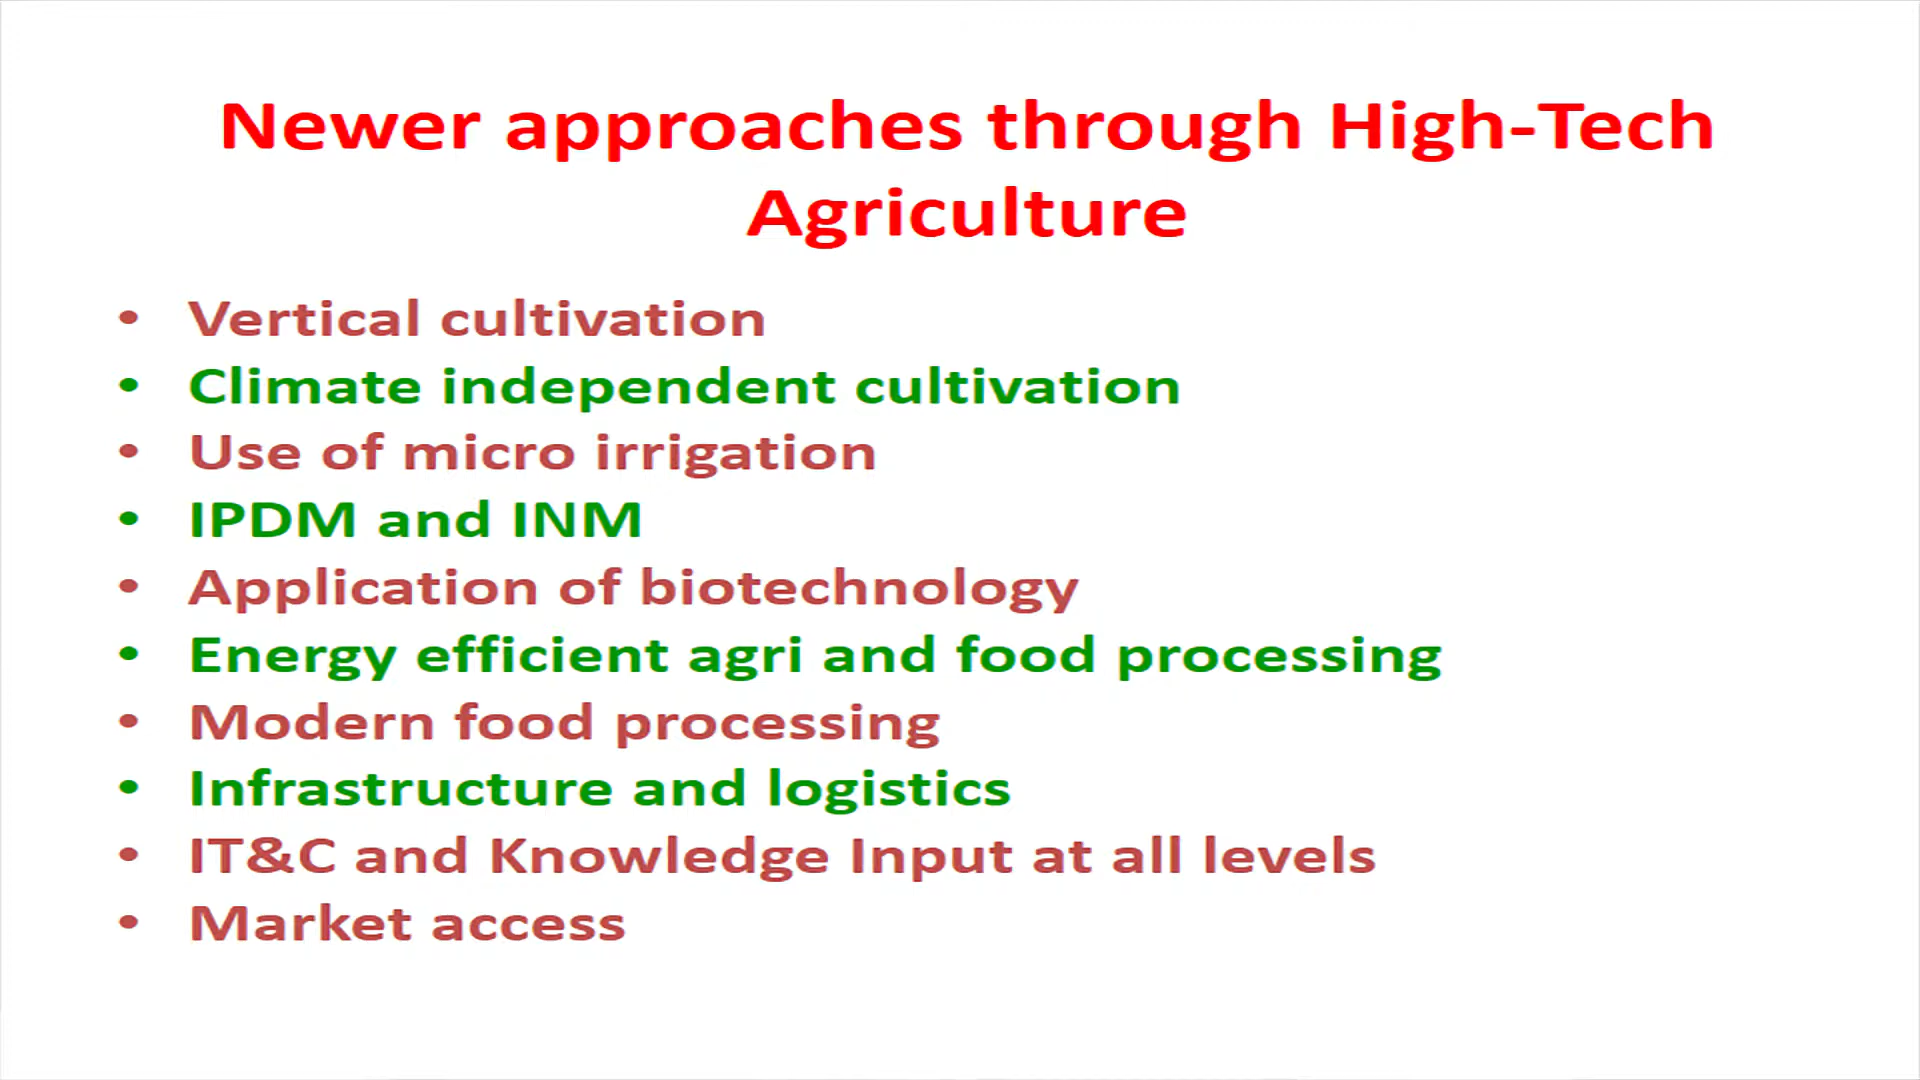 Newer approaches through High-Tech
Agriculture
• Vertical cultivation
• Climate independent cultivation
• Use of micro irrigation
• IPDM and INM
• Application of biotechnology
• Energy efficient agri and food processing
• Modern food processing
• Infrastructure and logistics
• IT&C and Knowledge Input at all levels
• Market access